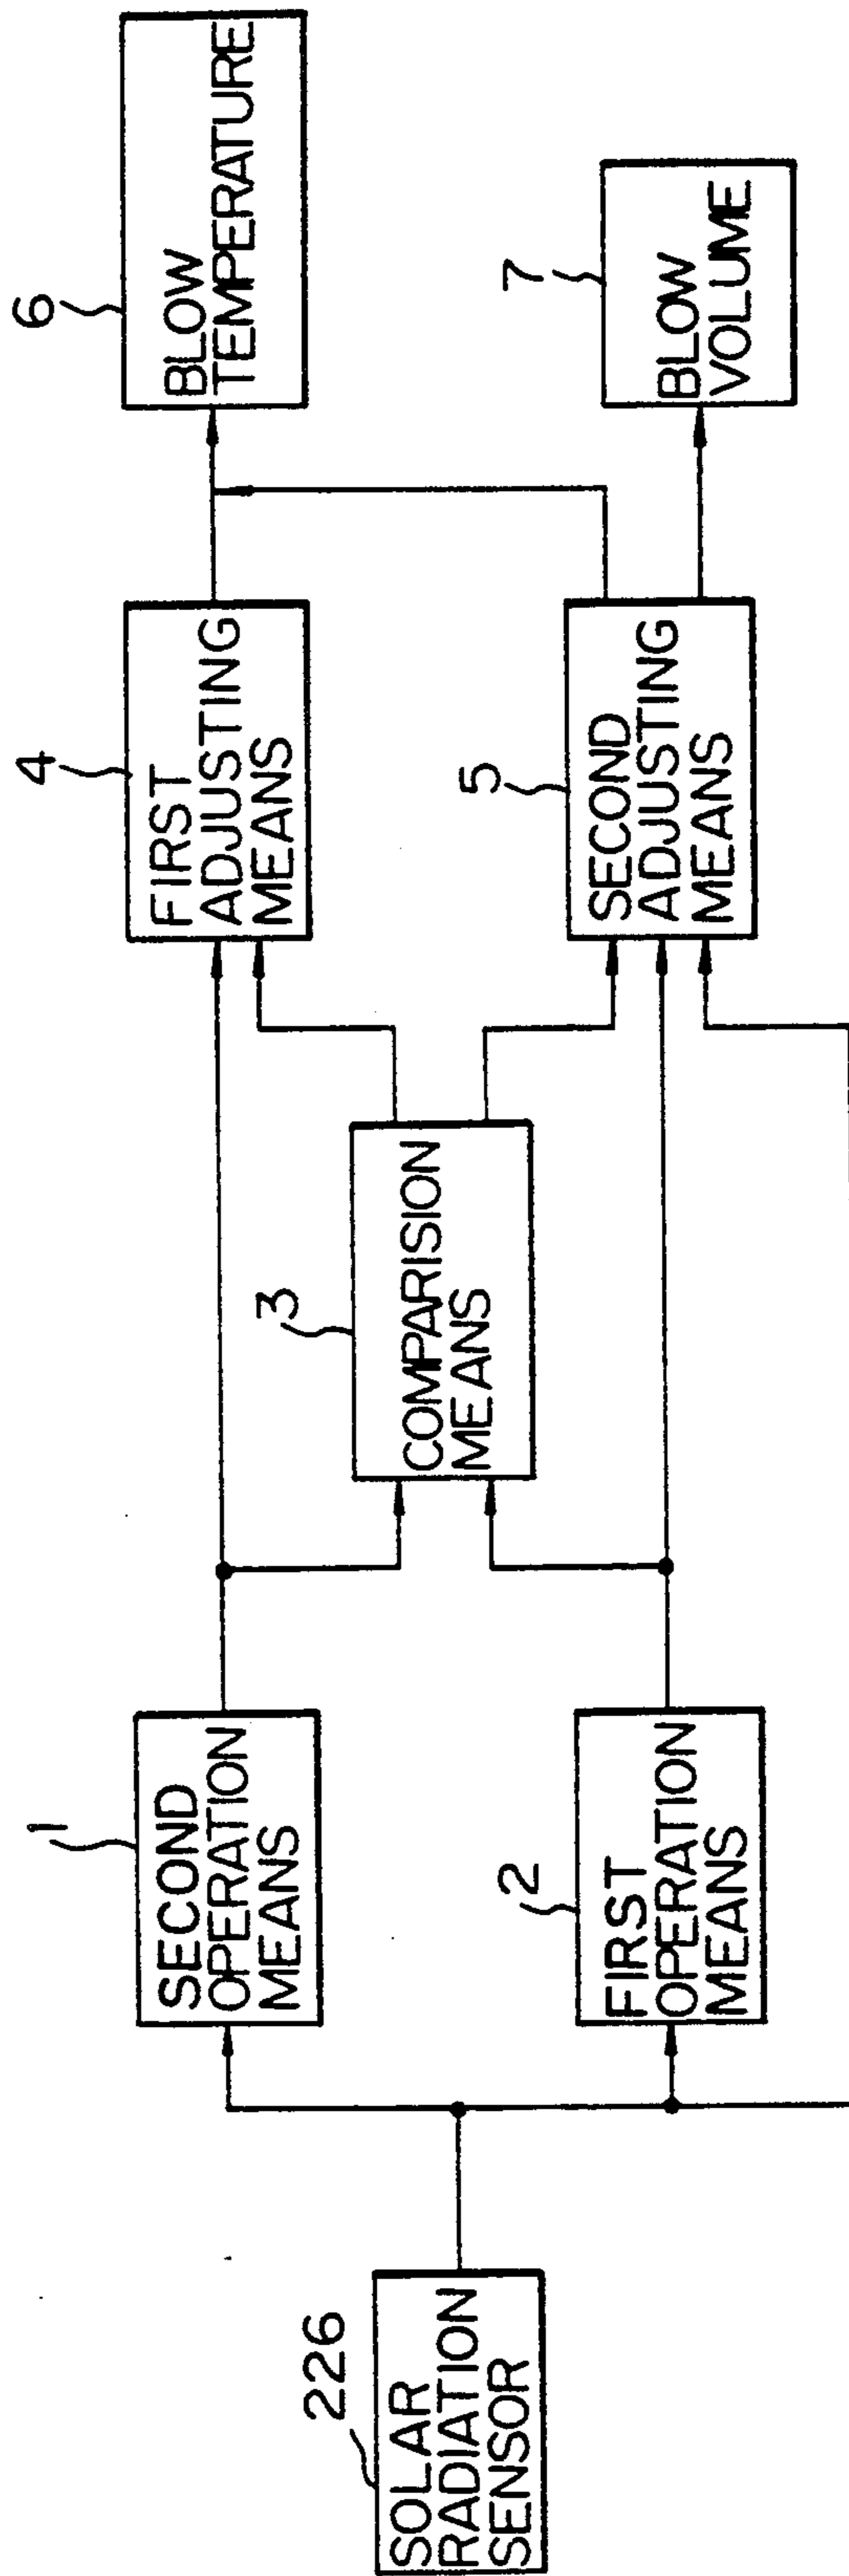 226
SOLAR
RADIATION
SENSOR
1
SECOND
OPERATION
MEANS
2
FIRST
OPERATION
MEANS
3
COMPARISION
MEANS
4
FIRST
ADJUSTING
MEANS
5
SECOND
ADJUSTING
MEANS
6
BLOW
TEMPERATURE
7
BLOW
VOLUME